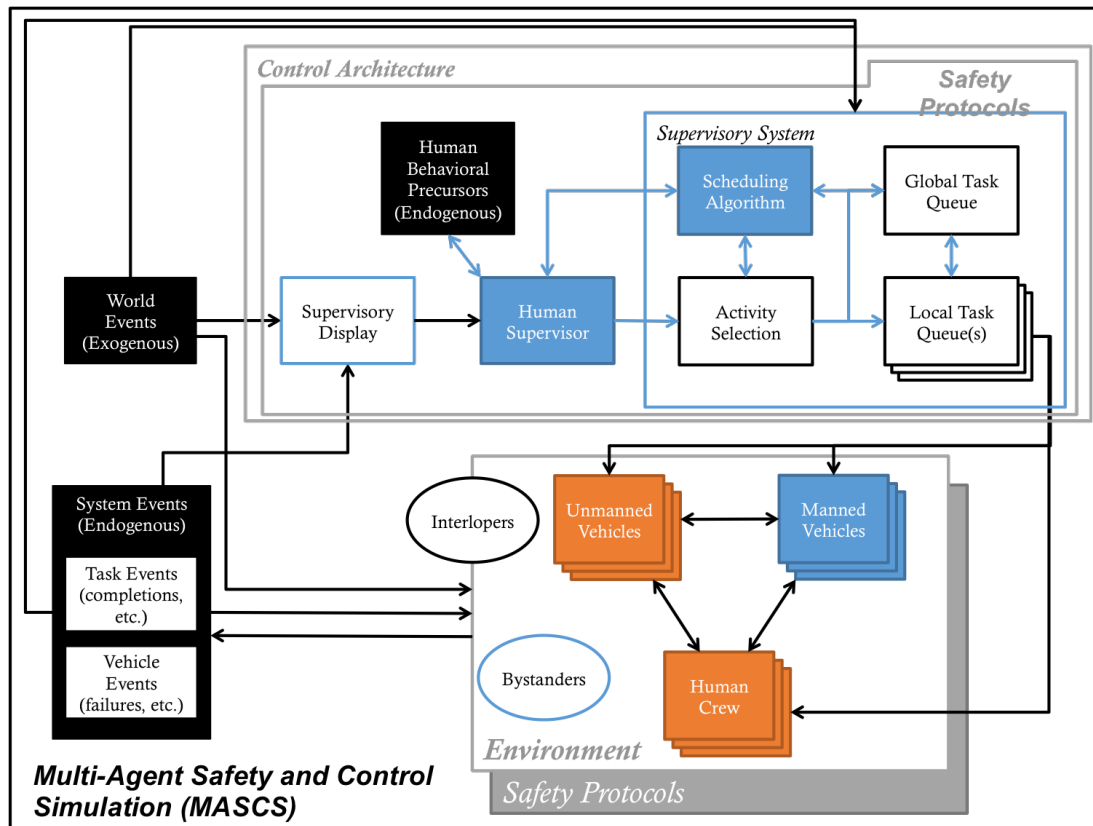 Control Architecture
Safety
Protocols
Supervisory System
Human
Behavioral
Precursors
(Endogenous)
Scheduling
Algorithm
Global Task
Queue
World
Events
(Exogenous)
Supervisory
Display
Human
Supervisor
Activity
Selection
Local Task
Queue(s)
System Events
(Endogenous)
Task Events
(completions,
etc.)
Vehicle
Events
(failures, etc.)
Interlopers
Unmanned
Vehicles
Manned
Vehicles
Bystanders
Human
Crew
Environment
Safety Protocols
Multi-Agent Safety and Control
Simulation (MASCS)